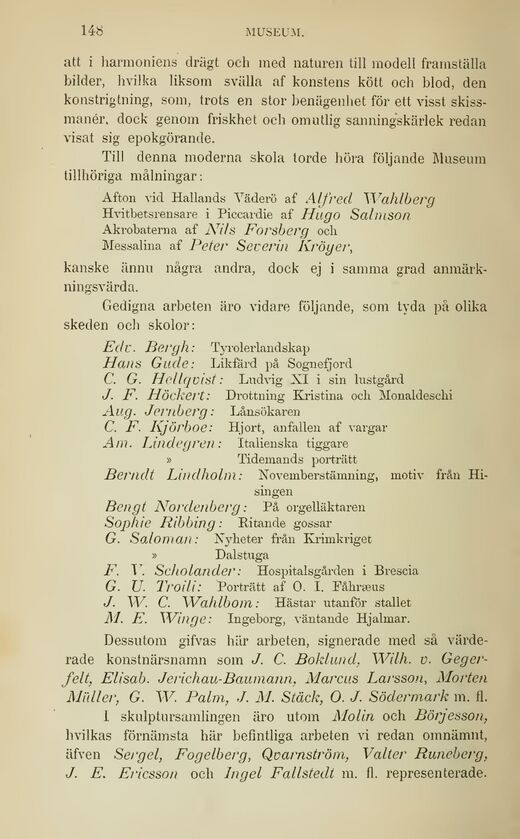 148 MUSEUM.
att i harmoniens drägt och med naturen till modell framställa
bilder, hvilka liksom svälla af konstens kött och blod, den
konstrigtning, som, trots en stor benägenhet för ett visst skiss-
manér, dock genom friskhet och omutlig sanningskärlek redan
visat sig epokgörande.
Till denna moderna skola torde höra följande Museum
tillhöriga målningar:
Afton vid Hallands Väderö af Alfred Wahlberg
Hvitbetsrensare i Piccardie af Hugo Salmson
Akrobaterna af Nils Forsberg och
Messalina af Peter Severin Kröyer,
kanske ännu några andra, dock ej i samma grad anmärk-
ningsvärda.
Gedigna arbeten äro vidare följande, som tyda på olika
skeden och skolor:
Edv. Bergh: Tyrolerlandskap
Hans Gude: Likfärd på Sognefjord
C. G. Hellqvist: Ludvig XI i sin lustgård
J. F. Höckert: Drottning Kristina och Monaldeschi
Aug. Jernberg: Lånsökaren
C. F. Kjörboe: Hjort, anfallen af vargar
Am. Lindegren: Italienska tiggare
» Tidemands porträtt
Berndt Lindholm: Novemberstämning, motiv från Hi-
singen
Bengt Nordenberg: På orgelläktaren
Sophie Ribbing: Ritande gossar
G. Saloman: Nyheter från Krimkriget
» Dalstuga
F. V. Scholander: Hospitalsgården i Brescia
G. U. Troili: Porträtt af O. I. Fåhræus
J. W. C. Wahlbom: Hästar utanför stallet
M. E. Winge: Ingeborg, väntande Hjalmar.
Dessutom gifvas här arbeten, signerade med så värde-
rade konstnärsnamn som J. C. Boklund, Wilh. v. Geger-
felt, Elisab. Jerichau-Baumann, Marcus Larsson, Morten
Müller, G. W. Palm, J. M. Stäck, O. J. Södermark m. fl.
I skulptursamlingen äro utom Molin och Börjesson,
hvilkas förnämsta här befintliga arbeten vi redan omnämnt,
äfven Sergel, Fogelberg, Qvarnström, Valter Runeberg,
J. E. Ericsson och Ingel Fallstedt m. fl. representerade.